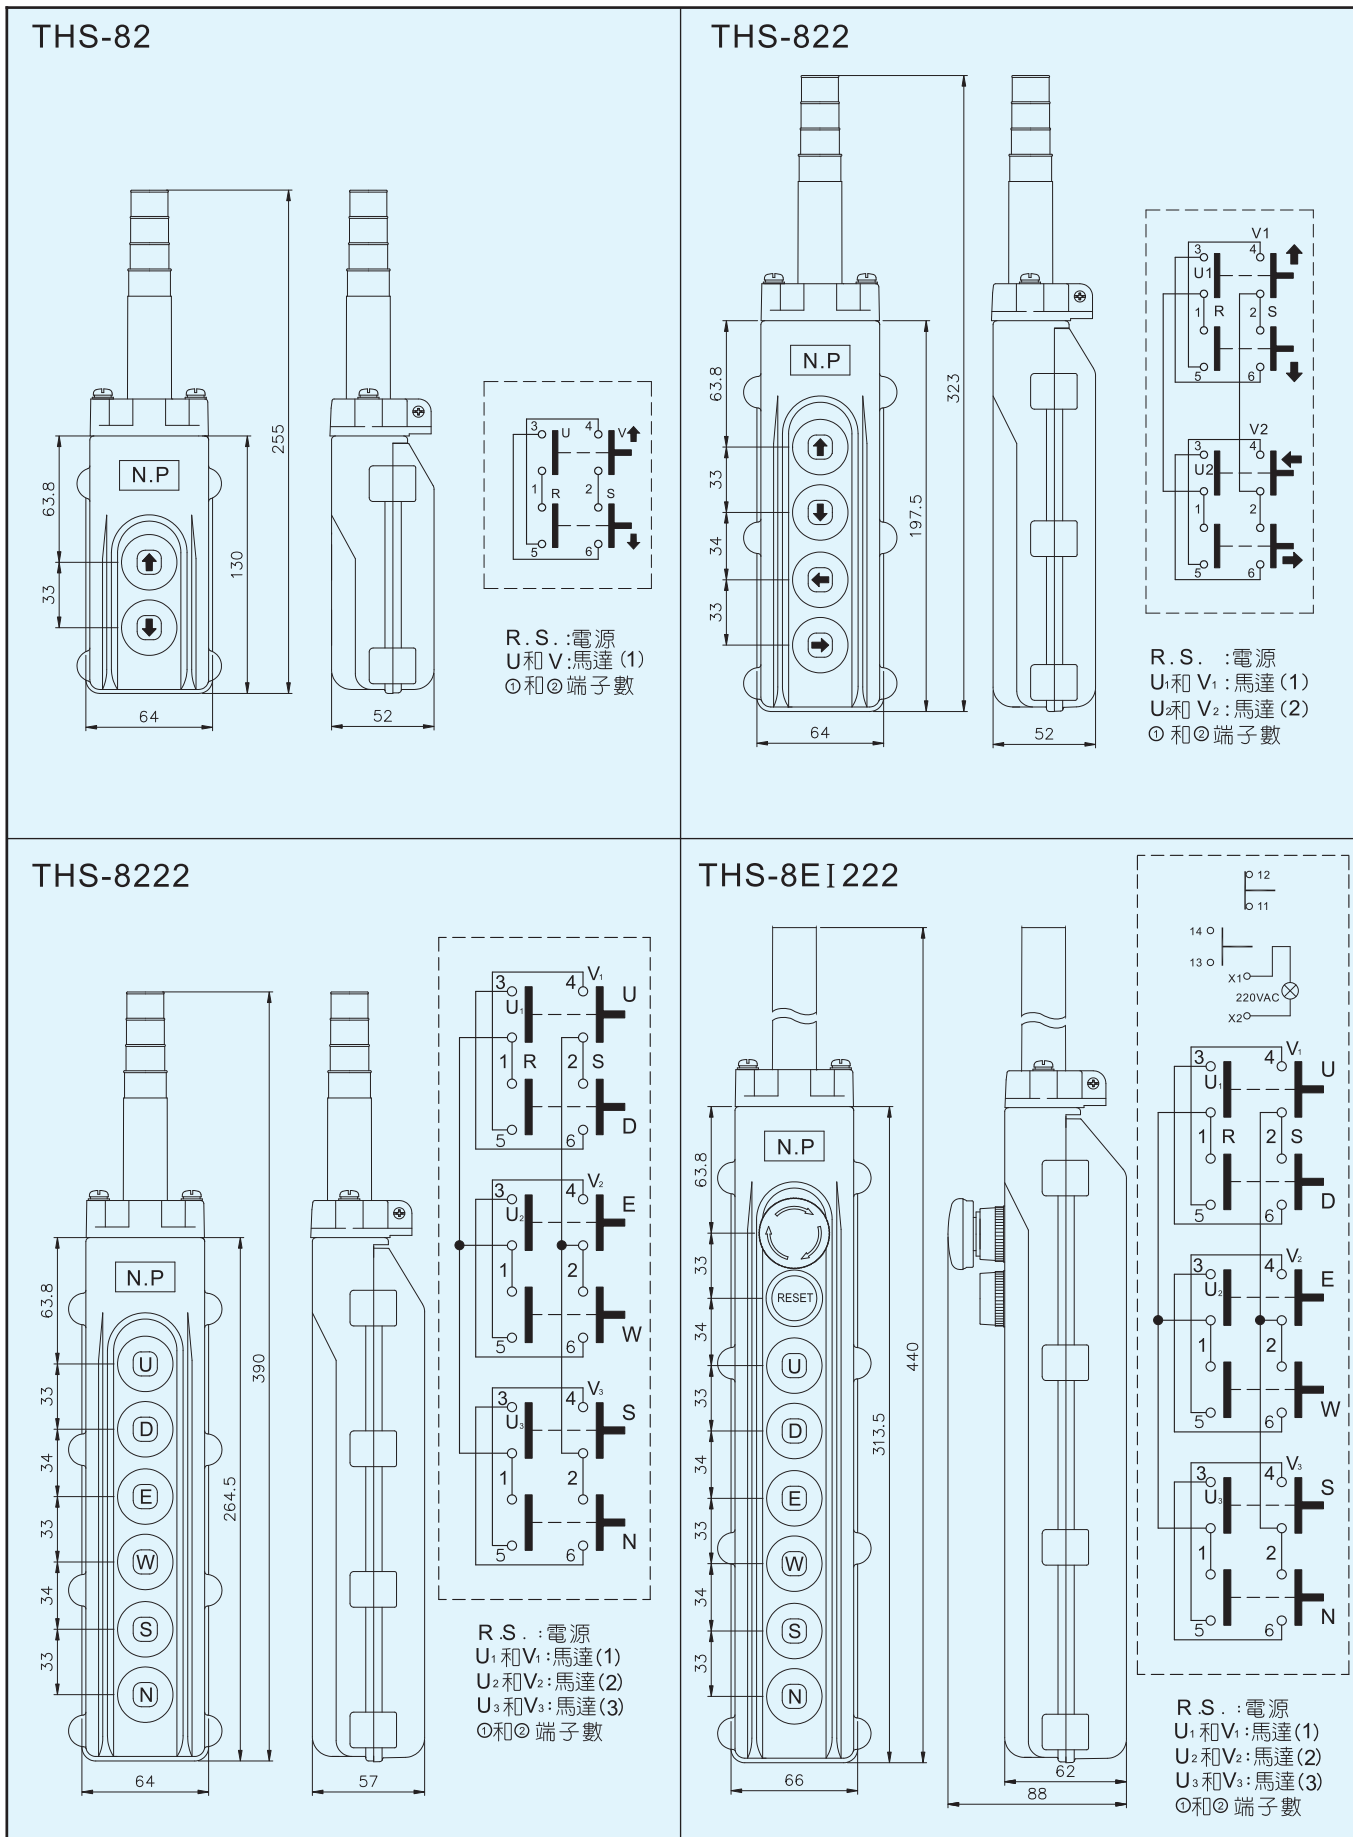 THS-82
N.P
63.8
33
130
255
64
52
3
4
U
V
1
R
2
S
5
6
R.S.:電源
U和V:馬達(1)
①和②端子數
THS-822
N.P
63.8
33
34
33
197.5
323
64
52
V1
3
4
U1
1
R
2
S
5
6
V2
3
4
U2
1
2
5
6
R.S. :電源
U1和V1:馬達(1)
U2和V2:馬達(2)
①和②端子數
THS-8222
N.P
63.8
33
34
33
34
33
U
D
E
W
S
N
264.5
390
64
57
V1
3
4
U
U1
1
R
2
S
D
5
6
V2
3
4
E
U2
1
2
W
5
6
V3
3
4
S
U3
1
2
N
5
6
R.S. :電源
U1和V1:馬達(1)
U2和V2:馬達(2)
U3和V3:馬達(3)
①和②端子數
THS-8EI222
N.P
RESET
U
D
E
W
S
N
63.8
33
34
33
34
33
34
33
313.5
440
66
62
88
12
11
14
13
X1
220VAC
X2
V1
3
4
U
U1
1
R
2
S
D
5
6
V2
3
4
E
U2
1
2
W
5
6
V3
3
4
S
U3
1
2
N
5
6
R.S. :電源
U1和V1:馬達(1)
U2和V2:馬達(2)
U3和V3:馬達(3)
①和②端子數